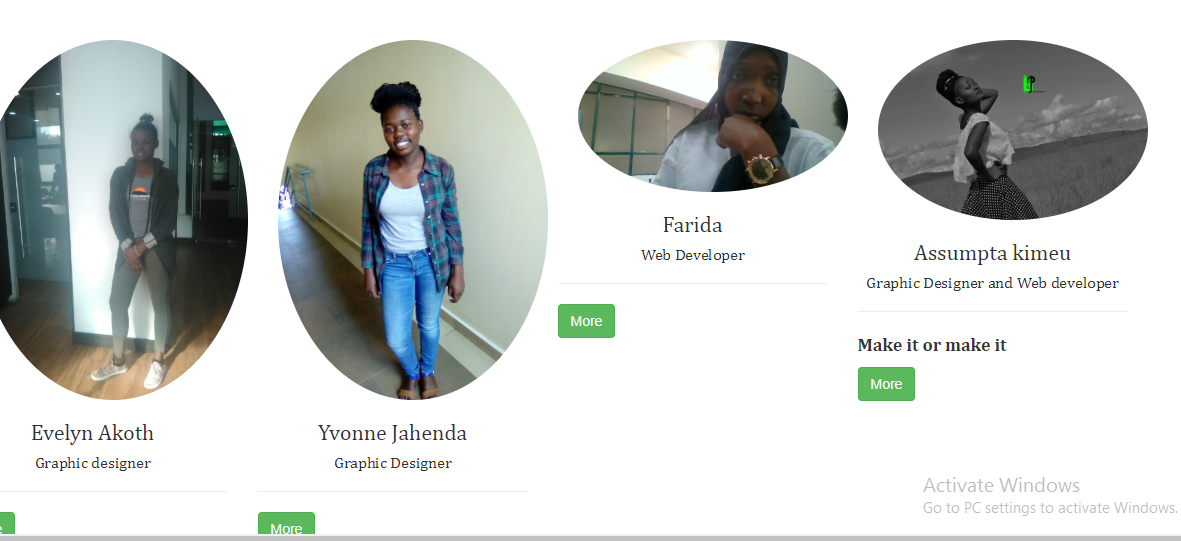 Evelyn Akoth
Graphic designer
Yvonne Jahenda
Graphic Designer
More
Farida
Web Developer
More
Assumpta kimeu
Graphic Designer and Web developer
Make it or make it
More
Activate Windows
Go to PC settings to activate Windows.